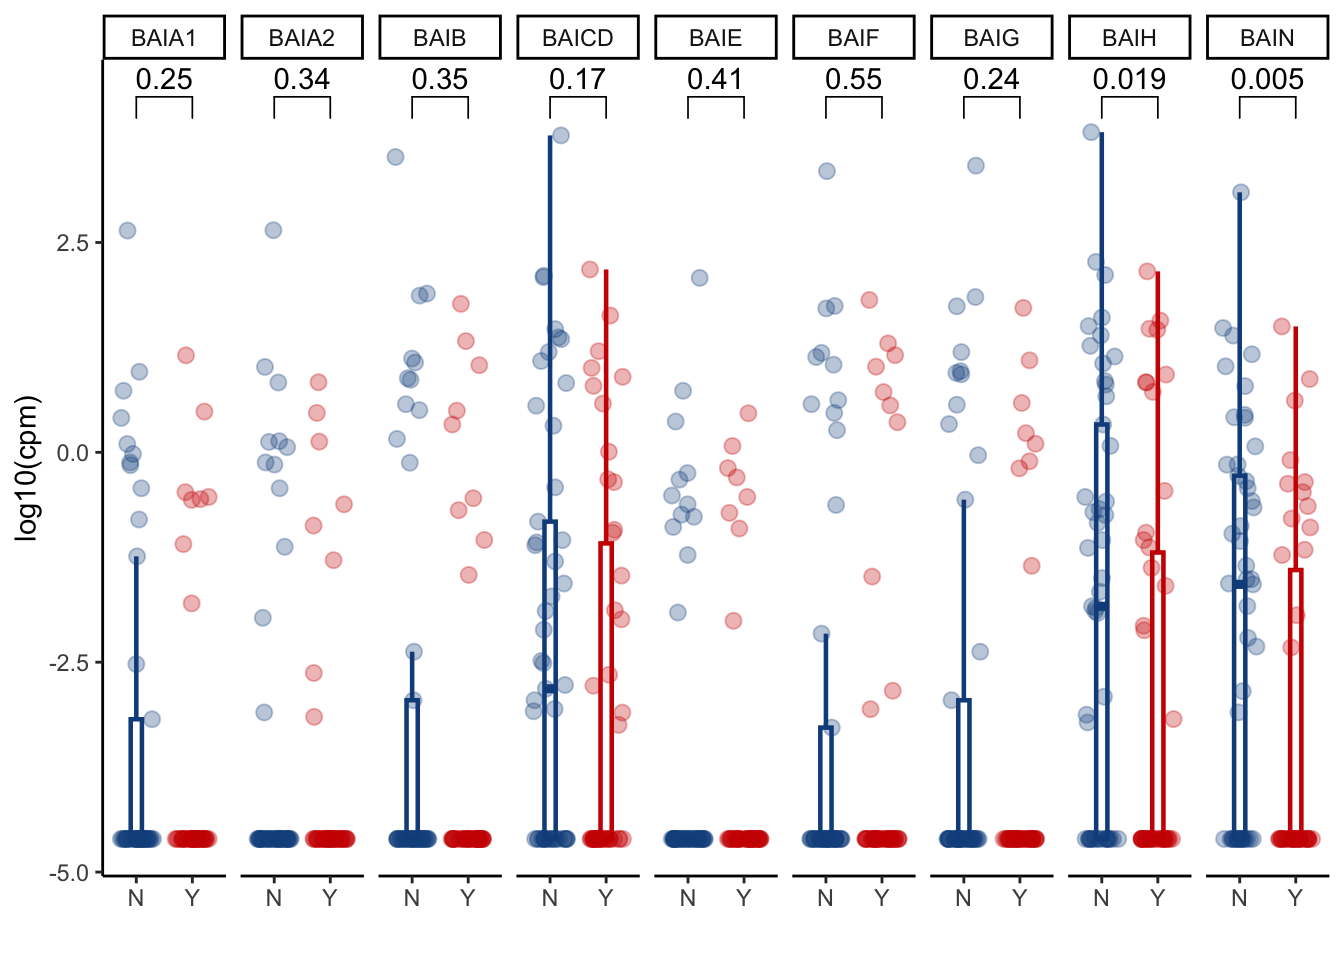 BAIA1 BAIA2 BAIB BAICD BAIE BAIF BAIG BAIH BAIN
0.25 0.34 0.35 0.17 0.41 0.55 0.24 0.019 0.005
2.5
0.0
-2.5
-5.0
log10(cpm)
N Y N Y N Y N Y N Y N Y N Y N Y N Y